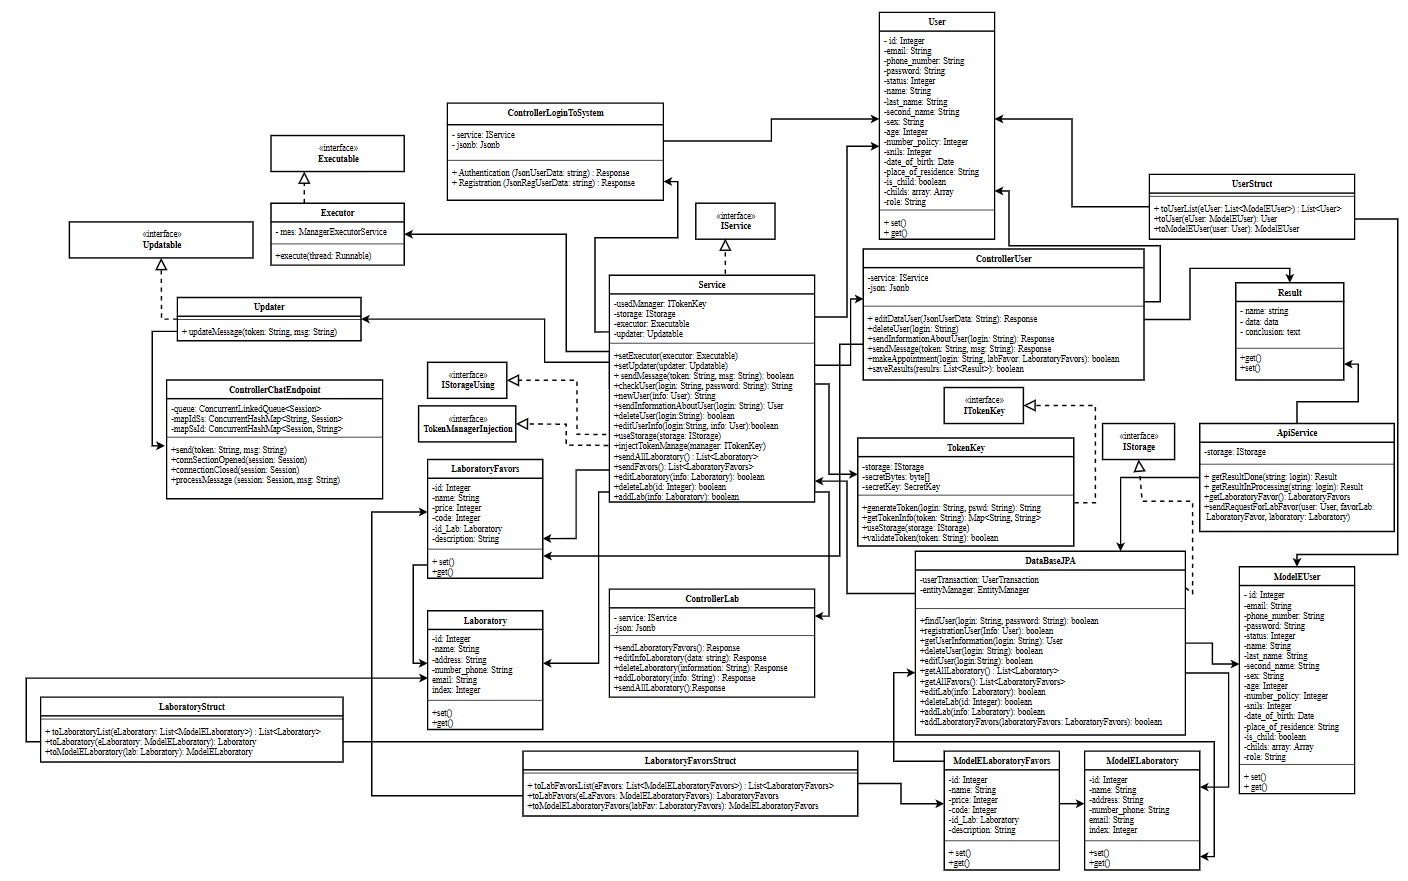 User
- id: Integer
-email: String
-phone_number: String
-password: String
-status: Integer
-name: String
-last_name: String
-second_name: String
-sex: String
-age: Integer
-number_policy: Integer
-snils: Integer
-date_of_birth: Date
-place_of_residence: String
-is_child: boolean
-childs: array: Array
-role: String
+ set()
+ get()
ControllerLoginToSystem
- service: IService
- jsonb: Jsonb
+ Authentication (JsonUserData: string) : Response
+ Registration (JsonRegUserData: string) : Response
«interface»
Executable
Executor
- mes: ManagerExecutorService
+execute(thread: Runnable)
«interface»
Updatable
Updater
+ updateMessage(token: String, msg: String)
«interface»
IService
UserStruct
+ toUserList(eUser: List<ModelEUser>) : List<User>
+toUser(eUser: ModelEUser): User
+toModelEUser(user: User): ModelEUser
Service
-usedManager: ITokenKey
-storage: IStorage
-executor: Executable
-updater: Updatable
+setExecutor(executor: Executable)
+setUpdater(updater: Updatable)
+ sendMessage(token: String, msg: String): boolean
+checkUser(login: String, password: String): String
+newUser(info: User): String
+sendInformationAboutUser(login: String): User
+deleteUser(login:String): boolean
+editUserInfo(login:String; info: User):boolean
+useStorage(storage: IStorage)
+injectTokenManage(manager: ITokenKey)
+sendAllLaboratory() : List<Laboratory>
+sendFavors(): List<LaboratoryFavors>
+editLaboratory(info: Laboratory): boolean
+deleteLab(id: Integer): boolean
+addLab(info: Laboratory): boolean
ControllerUser
-service: IService
-json: Jsonb
+ editDataUser(JsonUserData: String): Response
+deleteUser(login: String)
+sendInformationAboutUser(login: String): Response
+sendMessage(token: String, msg: String): Response
+makeAppointment(login: String, labFavor: LaboratoryFavors): boolean
+saveResults(resulrs: List<Result>): boolean
Result
- name: string
- data: data
- conclusion: text
+get()
+set()
ControllerChatEndpoint
-queue: ConcurrentLinkedQueue<Session>
-mapIdSs: ConcurrentHashMap<String, Session>
-mapSsId: ConcurrentHashMap<Session, String>
+send(token: String, msg: String)
+connSectionOpened(session: Session)
+connectionClosed(session: Session)
+processMessage (session: Session, msg: String)
«interface»
IStorageUsing
«interface»
TokenManagerInjection
«interface»
ITokenKey
«interface»
IStorage
ApiService
-storage: IStorage
+ getResultDone(string: login): Result
+ getResultInProcessing(string: login): Result
+getLaboratoryFavor(): LaboratoryFavors
+sendRequestForLabFavor(user: User, favorLab:
LaboratoryFavor, laboratory: Laboratory)
TokenKey
-storage: IStorage
-secretBytes: byte[]
-secretKey: SecretKey
+generateToken(login: String, pswd: String): String
+getTokenInfo(token: String): Map<String, String>
+useStorage(storage: IStorage)
+validateToken(token: String): boolean
LaboratoryFavors
-id: Integer
-name: String
-price: Integer
-code: Integer
-id_Lab: Laboratory
-description: String
+ set()
+get()
Laboratory
-id: Integer
-name: String
-address: String
-number_phone: String
email: String
index: Integer
+set()
+get()
ControllerLab
- service: IService
-json: Jsonb
+sendLaboratoryFavors(): Response
+editInfoLaboratory(data: string): Response
+deleteLaboratory(information: String): Response
+addLoboratory(info: String) : Response
+sendAllLaboratory():Response
DataBaseJPA
-userTransaction: UserTransaction
-entityManager: EntityManager
+findUser(login: String, password: String): boolean
+registrationUser(Info: User): boolean
+getUserInformation(login: String): User
+deleteUser(login: String): boolean
+editUser(login:String): boolean
+getAllLaboratory() : List<Laboratory>
+getAllFavors(): List<LaboratoryFavors>
+editLab(info: Laboratory): boolean
+deleteLab(id: Integer): boolean
+addLab(info: Laboratory): boolean
+addLaboratoryFavors(laboratoryFavors: LaboratoryFavors): boolean
ModelEUser
- id: Integer
-email: String
-phone_number: String
-password: String
-status: Integer
-name: String
-last_name: String
-second_name: String
-sex: String
-age: Integer
-number_policy: Integer
-snils: Integer
-date_of_birth: Date
-place_of_residence: String
-is_child: boolean
-childs: array: Array
-role: String
+ set()
+ get()
LaboratoryStruct
+ toLaboratoryList(eLaboratory: List<ModelELaboratory>) : List<Laboratory>
+toLaboratory(eLaboratory: ModelELaboratory): Laboratory
+toModelELaboratory(lab: Laboratory): ModelELaboratory
LaboratoryFavorsStruct
+ toLabFavorsList(eFavors: List<ModelELaboratoryFavors>) : List<LaboratoryFavors>
+toLabFavors(eLaFavors: ModelELaboratoryFavors): LaboratoryFavors
+toModelELaboratoryFavors(labFav: LaboratoryFavors): ModelELaboratoryFavors
ModelELaboratoryFavors
-id: Integer
-name: String
-price: Integer
-code: Integer
-id_Lab: Laboratory
-description: String
+ set()
+get()
ModelELaboratory
-id: Integer
-name: String
-address: String
-number_phone: String
email: String
index: Integer
+set()
+get()